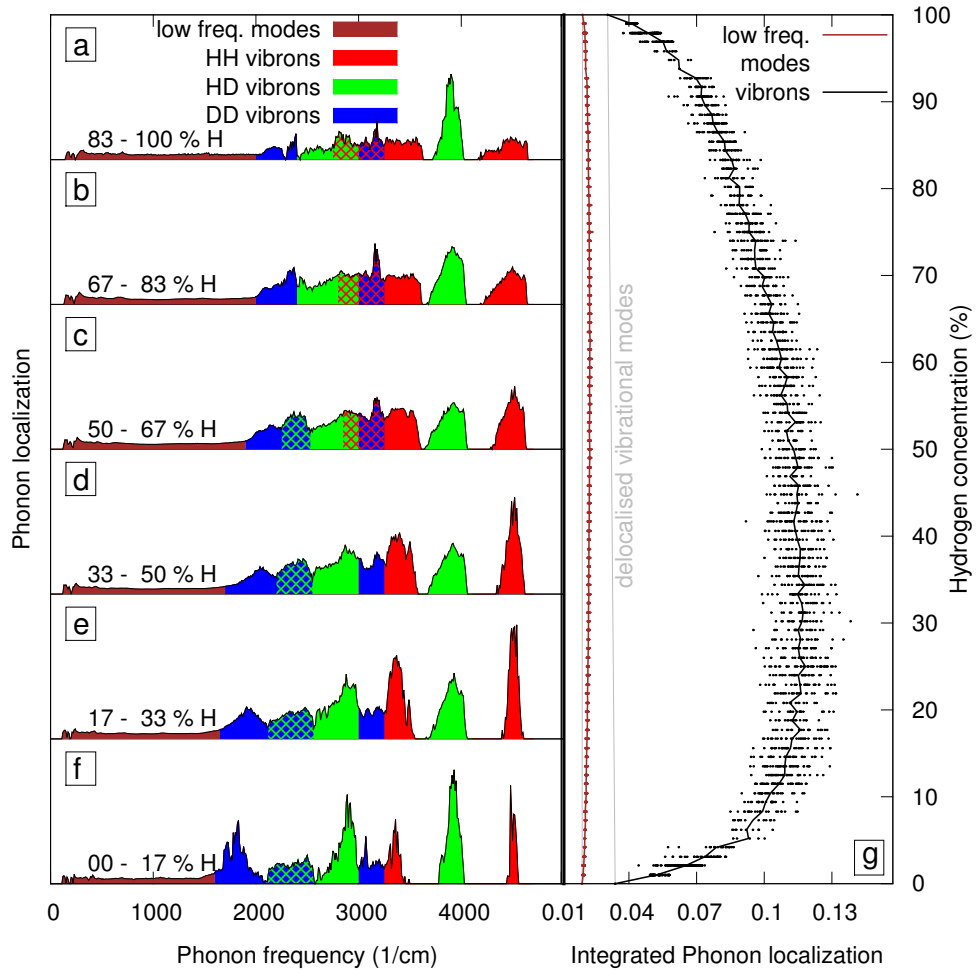 a
low freq. modes
HH vibrons
HD vibrons
DD vibrons
83 - 100 % H
b
67 - 83 % H
c
50 - 67 % H
d
33 - 50 % H
e
17 - 33 % H
f
00 - 17 % H
Phonon localization
0 1000 2000 3000 4000
Phonon frequency (1/cm)
low freq.
modes
vibrons
delocalised vibrational modes
g
0.01 0.04 0.07 0.1 0.13
Integrated Phonon localization
100
90
80
70
60
50
40
30
20
10
0
Hydrogen concentration (%)